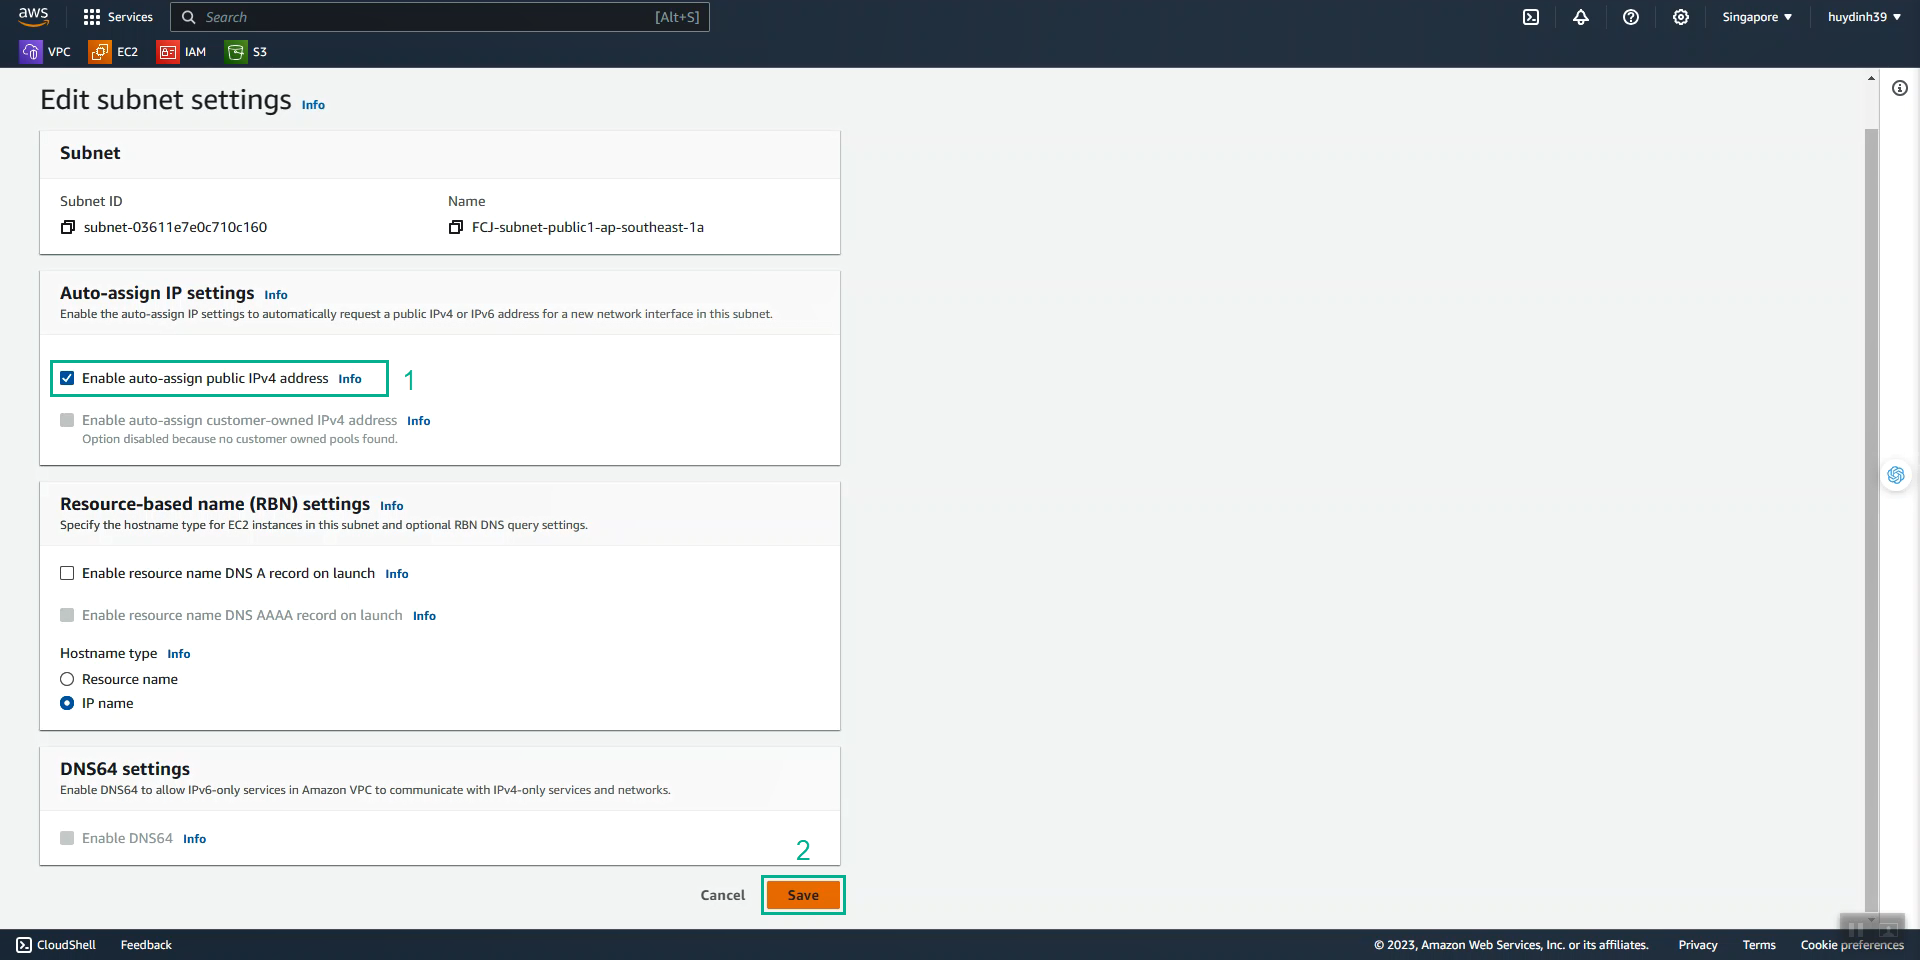 aws
Services
Search [Alt+S]
Singapore
huydinh39
VPC EC2 IAM S3
Edit subnet settings Info
Subnet
Subnet ID
subnet-03611e7e0c710c160
Name
FCJ-subnet-public1-ap-southeast-1a
Auto-assign IP settings Info
Enable the auto-assign IP settings to automatically request a public IPv4 or IPv6 address for a new network interface in this subnet.
Enable auto-assign public IPv4 address Info
1
Enable auto-assign customer-owned IPv4 address Info
Option disabled because no customer owned pools found.
Resource-based name (RBN) settings Info
Specify the hostname type for EC2 instances in this subnet and optional RBN DNS query settings.
Enable resource name DNS A record on launch Info
Enable resource name DNS AAAA record on launch Info
Hostname type Info
Resource name
IP name
DNS64 settings
Enable DNS64 to allow IPv6-only services in Amazon VPC to communicate with IPv4-only services and networks.
Enable DNS64 Info
2
Cancel Save
CloudShell Feedback
© 2023, Amazon Web Services, Inc. or its affiliates. Privacy Terms Cookie preferences